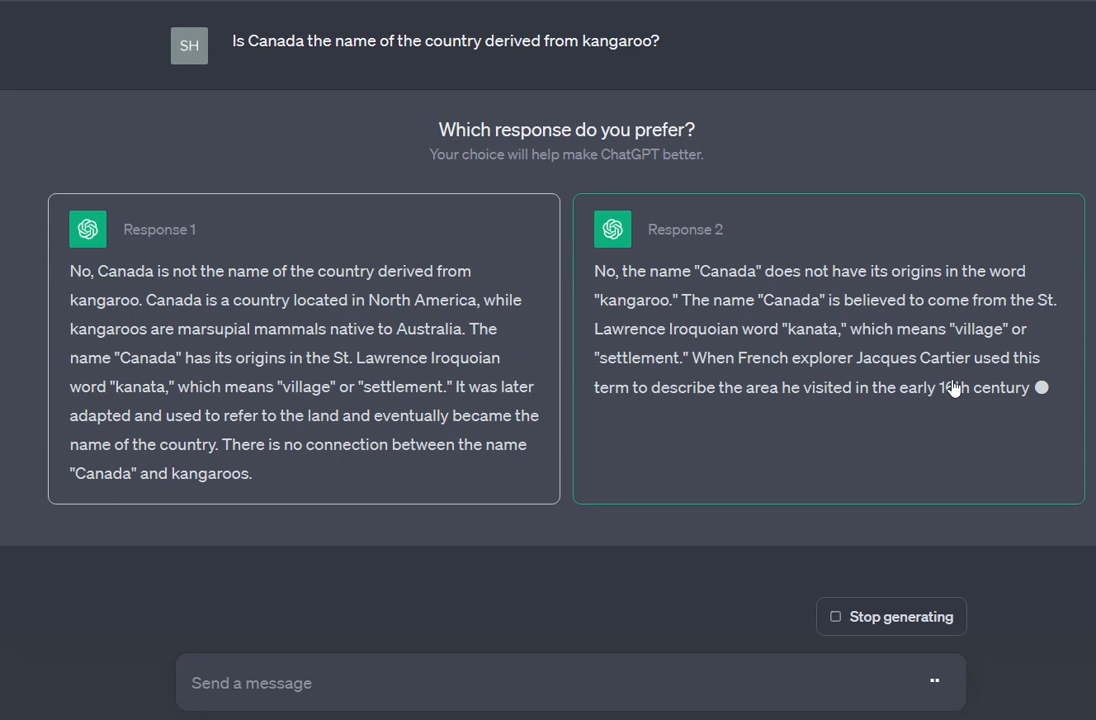 SH
Is Canada the name of the country derived from kangaroo?
Which response do you prefer?
Your choice will help make ChatGPT better.
Response 1
No, Canada is not the name of the country derived from
kangaroo. Canada is a country located in North America, while
kangaroos are marsupial mammals native to Australia. The
name "Canada" has its origins in the St. Lawrence Iroquoian
word "kanata," which means "village" or "settlement." It was later
adapted and used to refer to the land and eventually became the
name of the country. There is no connection between the name
"Canada" and kangaroos.
Response 2
No, the name "Canada" does not have its origins in the word
"kangaroo." The name "Canada" is believed to come from the St.
Lawrence Iroquoian word "kanata," which means "village" or
"settlement." When French explorer Jacques Cartier used this
term to describe the area he visited in the early 16th century
Stop generating
Send a message